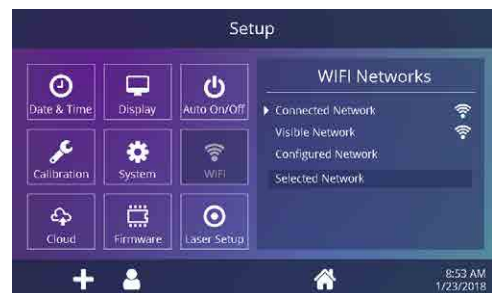 Setup
Date & Time
Display
Auto On/Off
Calibration
System
WIFI
Cloud
Firmware
Laser Setup
WIFI Networks
Connected Network
Visible Network
Configured Network
Selected Network
8:53 AM
1/23/2018